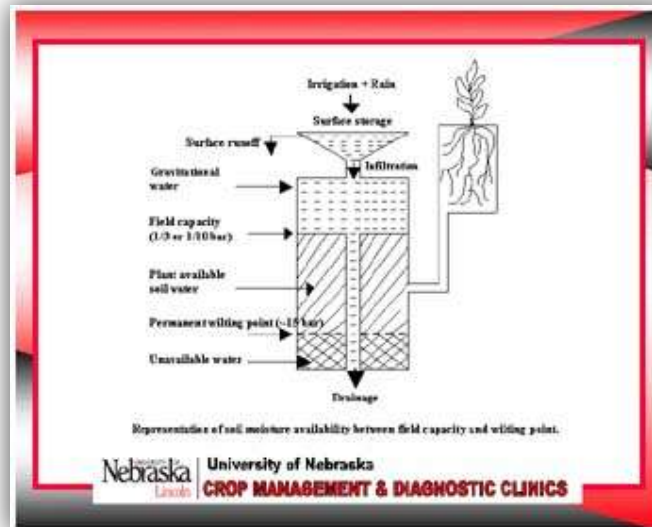 Irrigation + Rain
Surface storage
Surface runoff
Infiltration
Gravitational
water
Field capacity
(1/3 or 1/10 bar)
Plant available
soil water
Permanent wilting point (~15 bar)
Unavailable water
Drainage
Representation of soil moisture availability between field capacity and wilting point.
UNIVERSITY OF
Nebraska
Lincoln
University of Nebraska
CROP MANAGEMENT & DIAGNOSTIC CLINICS